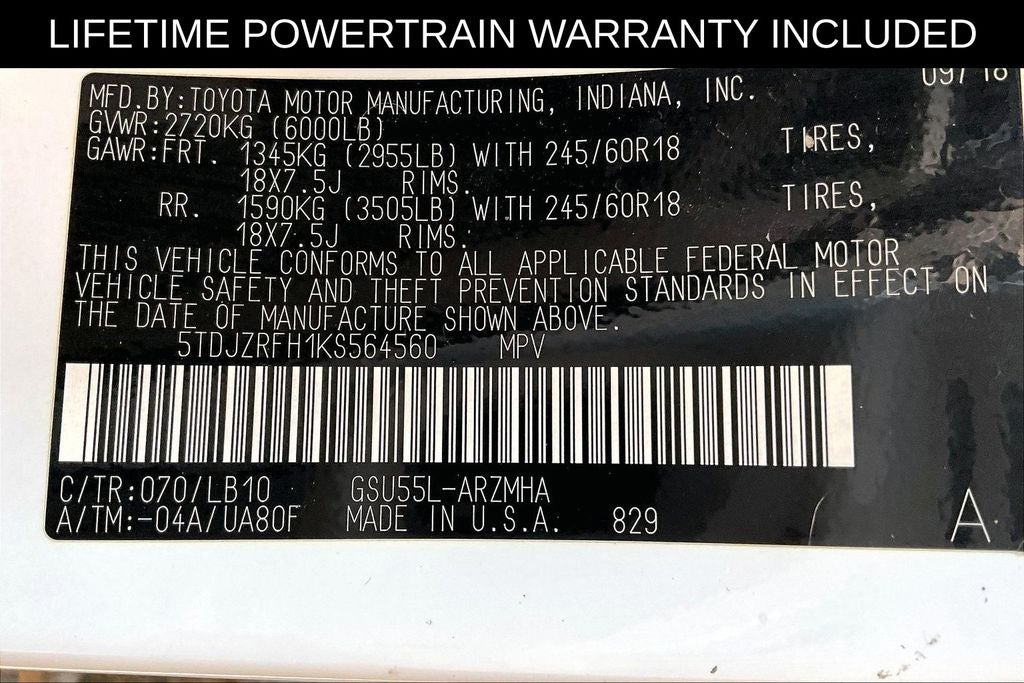 LIFETIME POWERTRAIN WARRANTY INCLUDED
09/18
MFD.BY:TOYOTA MOTOR MANUFACTURING, INDIANA, INC.
GVWR:2720KG (6000LB)
GAWR:FRT. 1345KG (2955LB) WITH 245/60R18 TIRES,
18X7.5J RIMS.
RR. 1590KG (3505LB) WITH 245/60R18 TIRES,
18X7.5J RIMS.
THIS VEHICLE CONFORMS TO ALL APPLICABLE FEDERAL MOTOR
VEHICLE SAFETY AND THEFT PREVENTION STANDARDS IN EFFECT ON
THE DATE OF MANUFACTURE SHOWN ABOVE.
5TDJZRFH1KS564560 MPV
C/TR:070/LB10 GSU55L-ARZMHA
A/TM:-04A/UA80F MADE IN U.S.A. 829 A